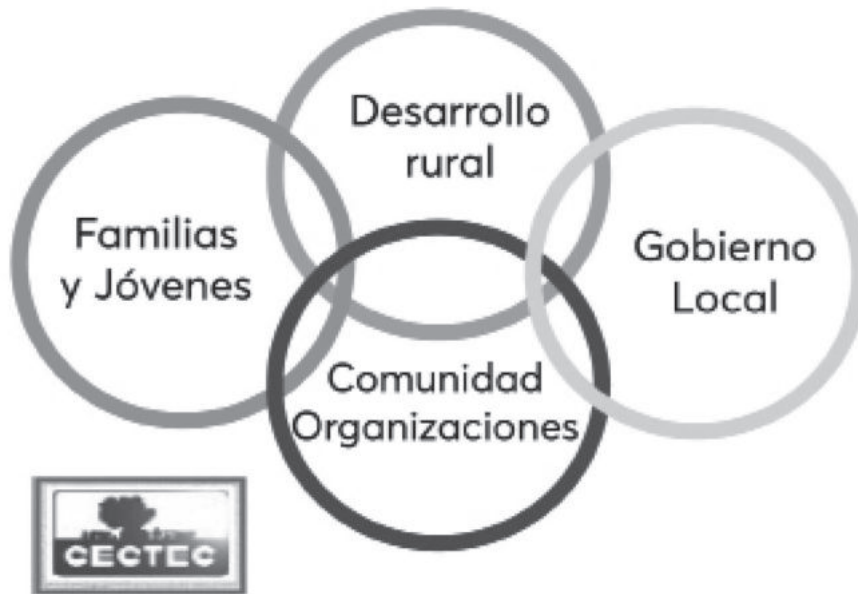 Desarrollo
rural
Familias
y Jóvenes
Gobierno
Local
Comunidad
Organizaciones
CECTEC